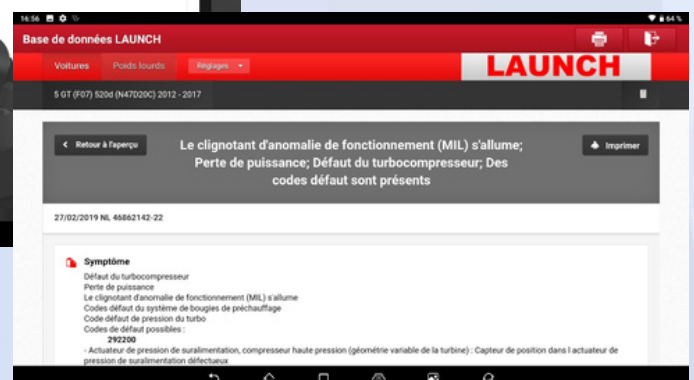 16:56
64 %
Base de données LAUNCH
Voitures Poids lourds Réglages
LAUNCH
5 GT (F07) 520d (N47D20C) 2012 - 2017
Retour à l'aperçu
Le clignotant d'anomalie de fonctionnement (MIL) s'allume;
Perte de puissance; Défaut du turbocompresseur; Des
codes défaut sont présents
Imprimer
27/02/2019 NL 46862142-22
Symptôme
Défaut du turbocompresseur
Perte de puissance
Le clignotant d'anomalie de fonctionnement (MIL) s'allume
Codes défaut du système de bougies de préchauffage
Code défaut de pression du turbo
Codes de défaut possibles :
292200
- Actuateur de pression de suralimentation, compresseur haute pression (géométrie variable de la turbine) : Capteur de position dans l actuateur de
pression de suralimentation défectueux